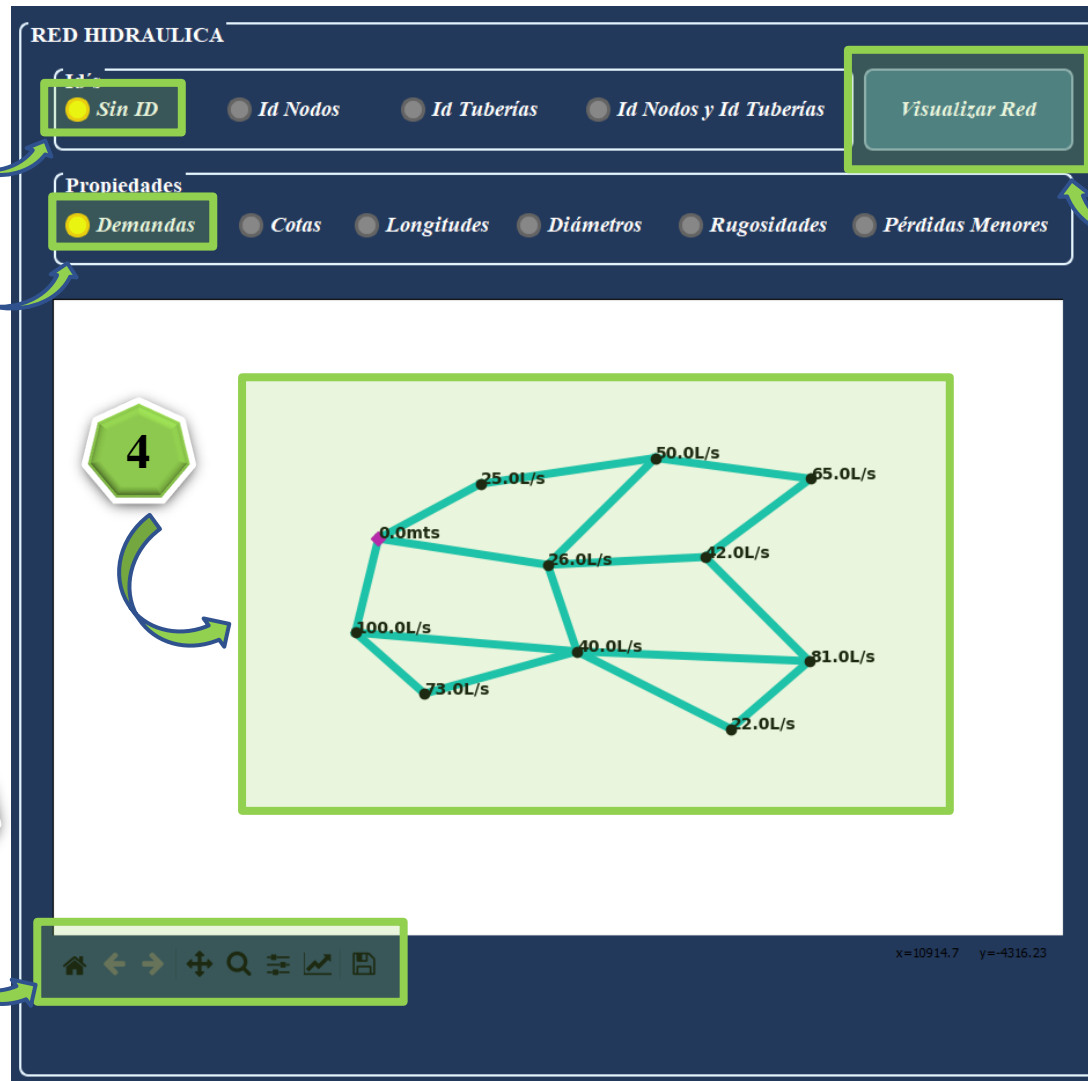 RED HIDRAULICA
Id´s
Sin ID Id Nodos Id Tuberías Id Nodos y Id Tuberías Visualizar Red
Propiedades
Demandas Cotas Longitudes Diámetros Rugosidades Pérdidas Menores
4
50.0L/s
25.0L/s 65.0L/s
0.0mts
26.0L/s 42.0L/s
100.0L/s
40.0L/s
81.0L/s
73.0L/s
22.0L/s
x=10914.7 y=-4316.23